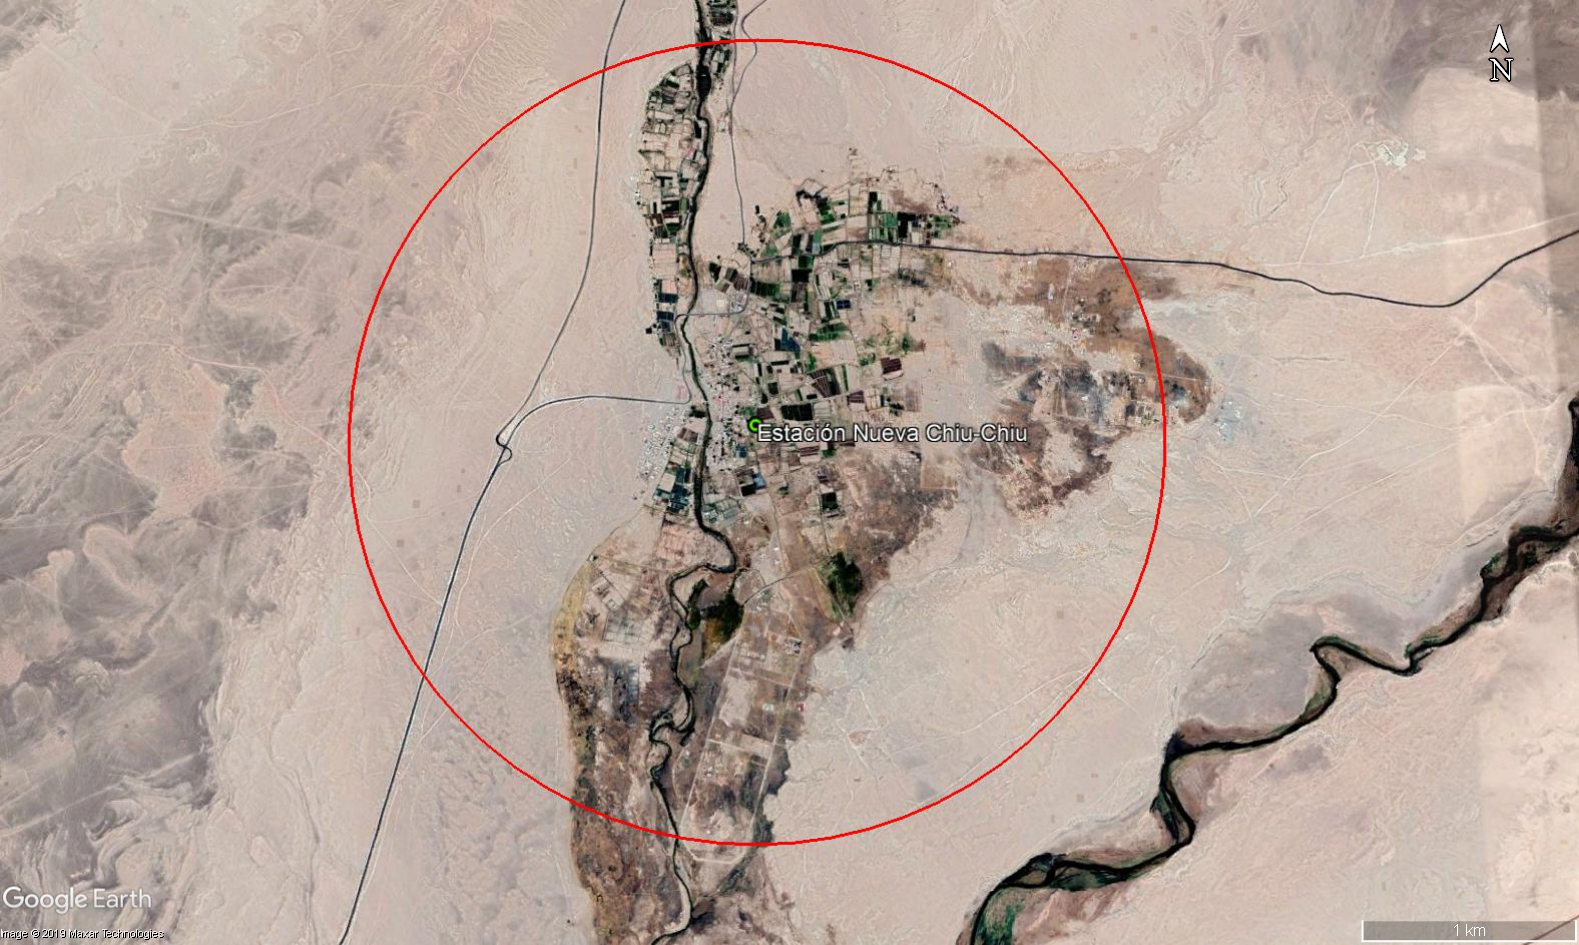 N
Estación Nueva Chiu-Chiu
Google Earth
Image © 2019 Maxar Technologies
1 km